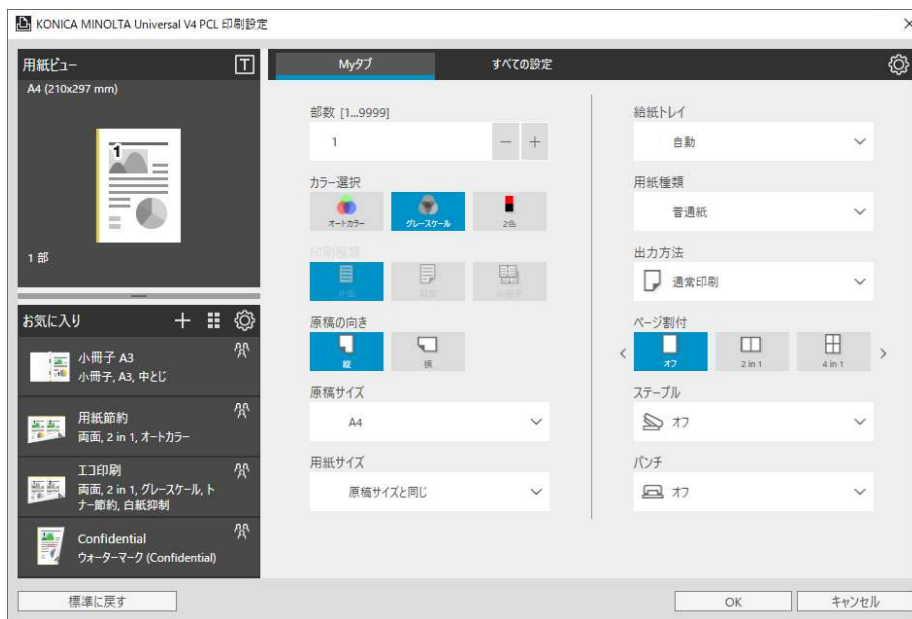 KONICA MINOLTA Universal V4 PCL 印刷設定
用紙ビュー
A4 (210x297 mm)
1
1 部
お気に入り
小冊子 A3
小冊子, A3, 中とじ
用紙節約
両面, 2 in 1, オートカラー
エコ印刷
両面, 2 in 1, グレースケール, ト
ナー節約, 白紙抑制
Confidential
ウォーターマーク (Confidential)
Myタブ
すべての設定
部数 [1...9999]
1
カラー選択
オートカラー
グレースケール
2色
印刷種類
片面
両面
小冊子
原稿の向き
縦
横
原稿サイズ
A4
用紙サイズ
原稿サイズと同じ
給紙トレイ
自動
用紙種類
普通紙
出力方法
通常印刷
ページ割付
オフ
2 in 1
4 in 1
ステープル
オフ
パンチ
オフ
標準に戻す
OK
キャンセル